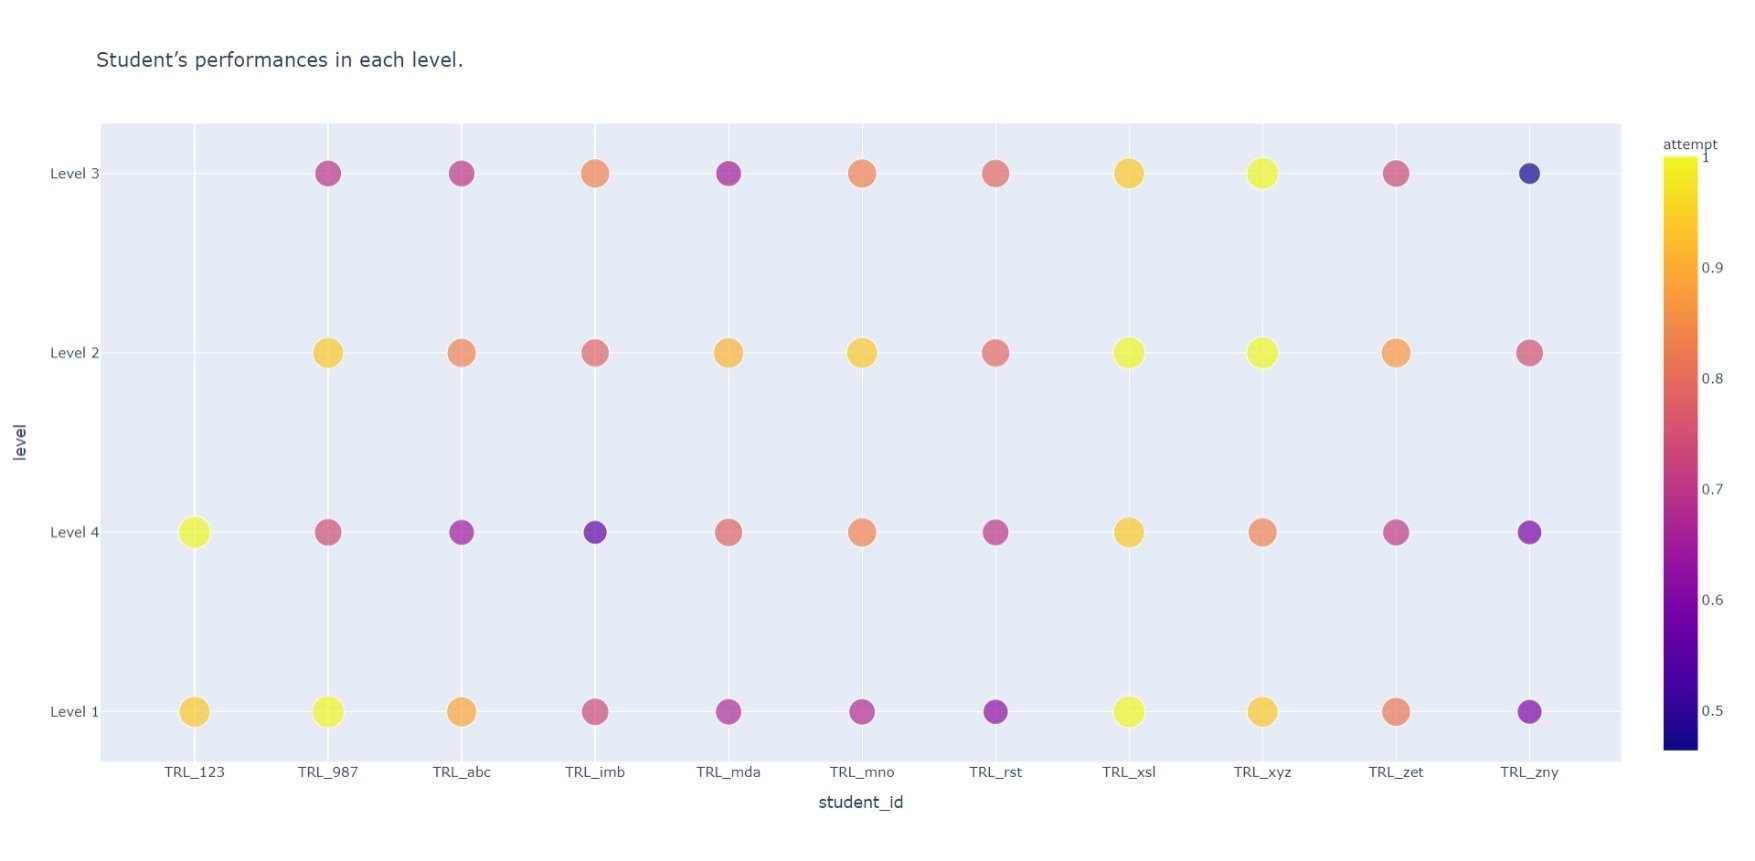 Student’s performances in each level.
attempt
Level 3
1
0.9
Level 2
0.8
level
0.7
Level 4
0.6
Level 1
0.5
TRL_123 TRL_987 TRL_abc TRL_imb TRL_mda TRL_mno TRL_rst TRL_xsl TRL_xyz TRL_zet TRL_zny
student_id